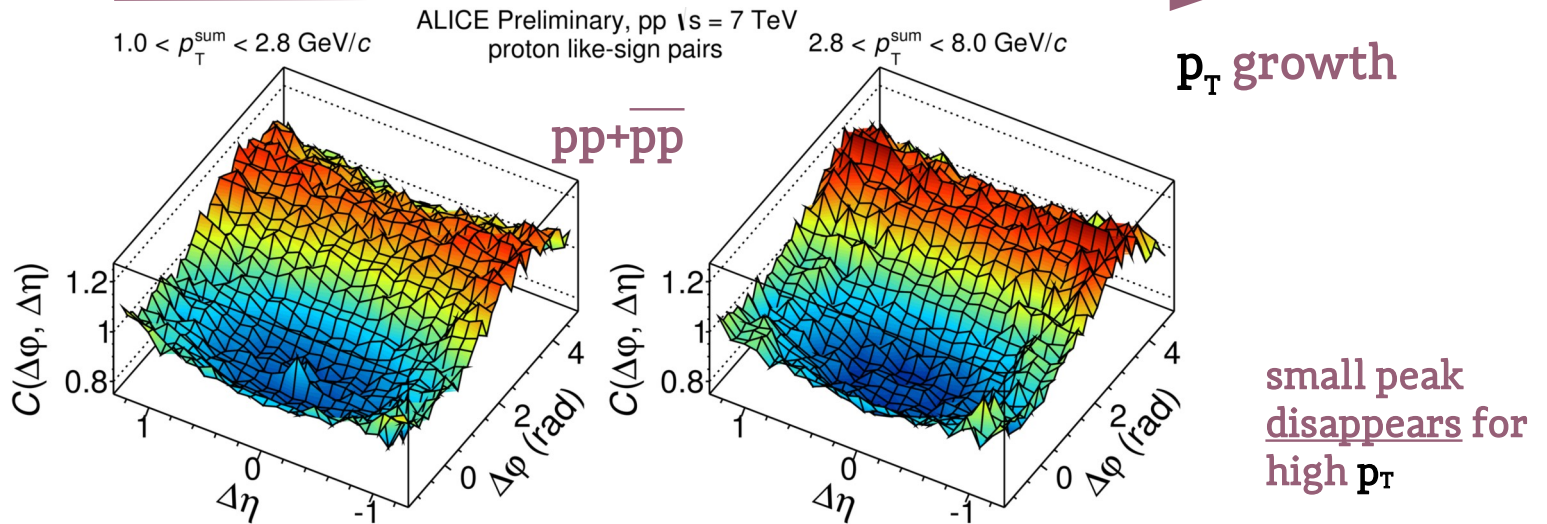 ALICE Preliminary, pp √s = 7 TeV
proton like-sign pairs
1.0 < p_T^sum < 2.8 GeV/c
2.8 < p_T^sum < 8.0 GeV/c
p_T growth
pp+p̅p̅
C(Δφ, Δη)
1.2
1
0.8
1
0
-1
Δη
0
2
4
Δφ (rad)
C(Δφ, Δη)
1.2
1
0.8
1
0
-1
Δη
0
2
4
Δφ (rad)
small peak
disappears for
high p_T